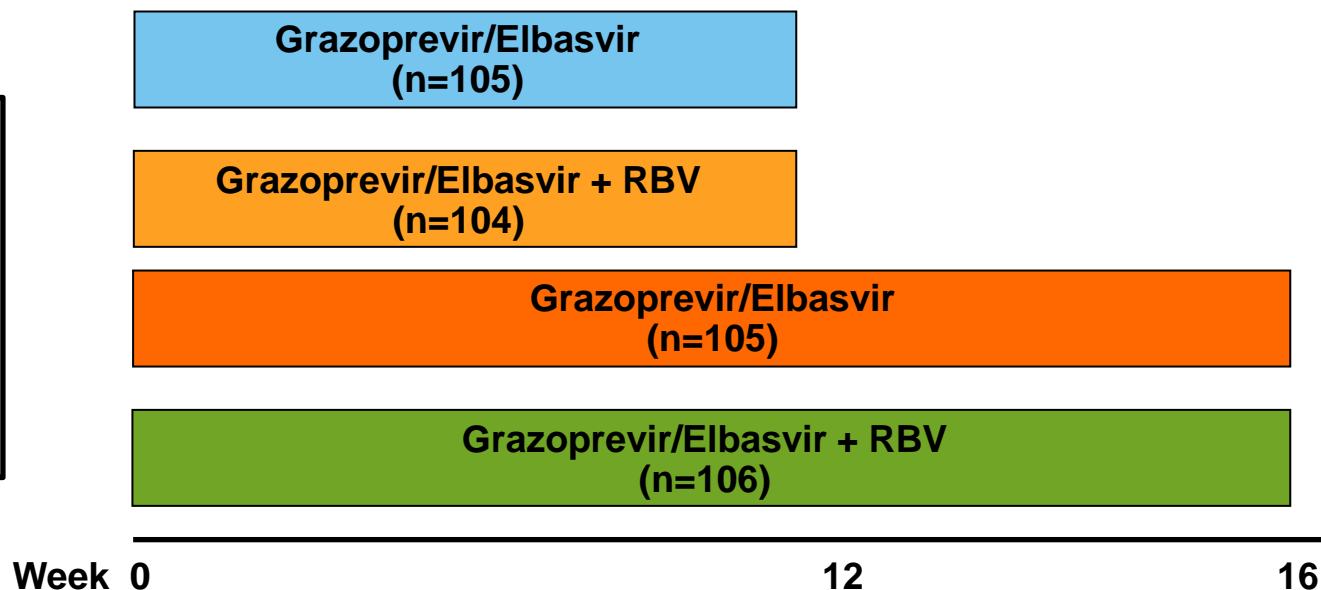 Grazoprevir/Elbasvir
(n=105)
Grazoprevir/Elbasvir + RBV
(n=104)
Grazoprevir/Elbasvir
(n=105)
Grazoprevir/Elbasvir + RBV
(n=106)
Week 0 12 16